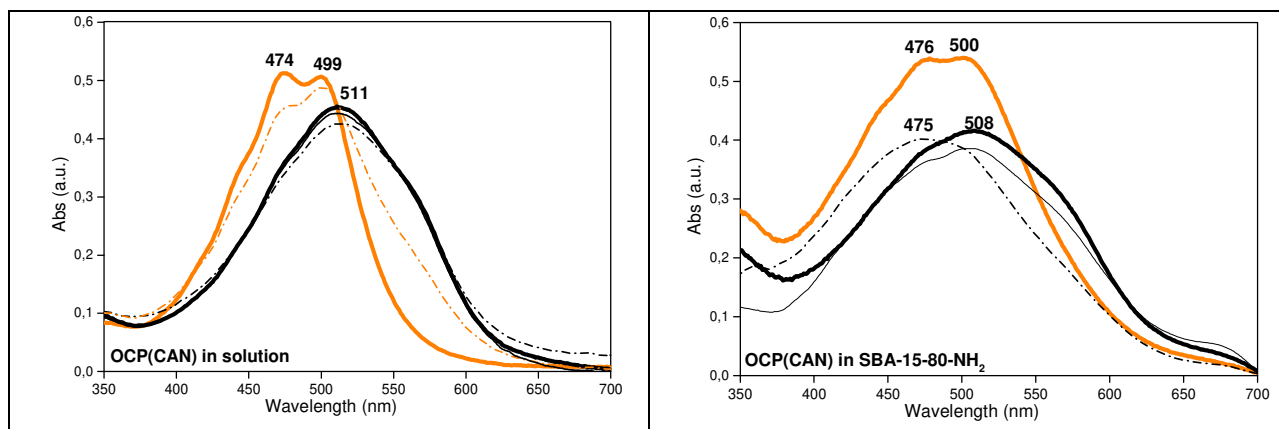 0,6
0,5
0,4
0,3
0,2
0,1
0,0
Abs (a.u.)
474
499
511
OCP(CAN) in solution
350 400 450 500 550 600 650 700
Wavelength (nm)
0,6
0,5
0,4
0,3
0,2
0,1
0,0
Abs (a.u.)
476 500
475 508
OCP(CAN) in SBA-15-80-NH₂
350 400 450 500 550 600 650 700
Wavelength (nm)